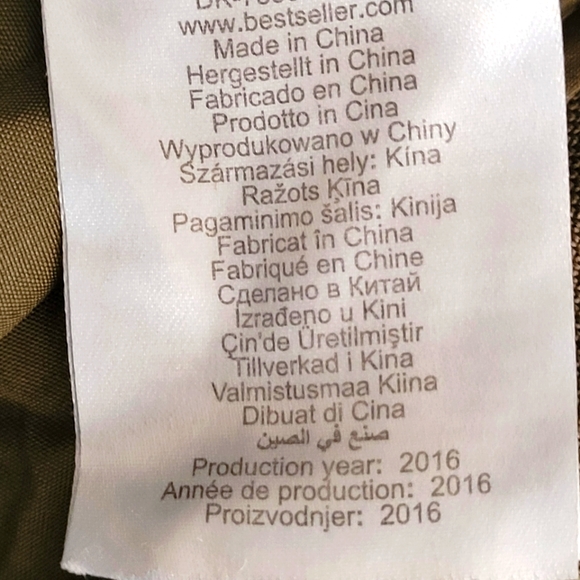 www.bestseller.com
Made in China
Hergestellt in China
Fabricado en China
Prodotto in Cina
Wyprodukowano w Chiny
Származási hely: Kína
Ražots Ķīna
Pagaminimo šalis: Kinija
Fabricat în China
Fabriqué en Chine
Сделано в Китай
Izrađeno u Kini
Çin'de Üretilmiştir
Tillverkad i Kina
Valmistusmaa Kiina
Dibuat di Cina
صنع في الصين
Production year: 2016
Année de production: 2016
Proizvodnjer: 2016